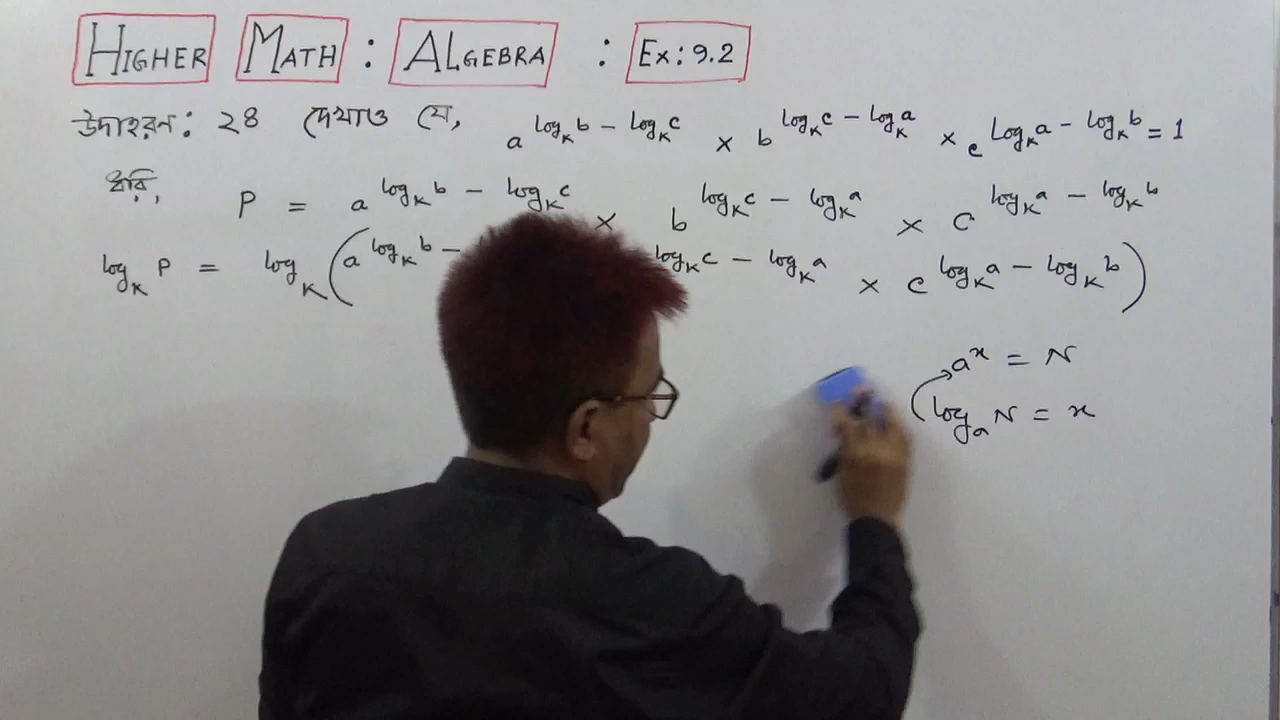 HIGHER MATH : ALGEBRA : Ex: 9.2
উদাহরন: ২৪ দেখাও যে, a^(log_K b − log_K c) × b^(log_K c − log_K a) × c^(log_K a − log_K b) = 1
ধরি,
P = a^(log_K b − log_K c) × b^(log_K c − log_K a) × c^(log_K a − log_K b)
log_K P = log_K (a^(log_K b − log_K c − log_K a) × c^(log_K a − log_K b))
a^x = N
log_a N = x